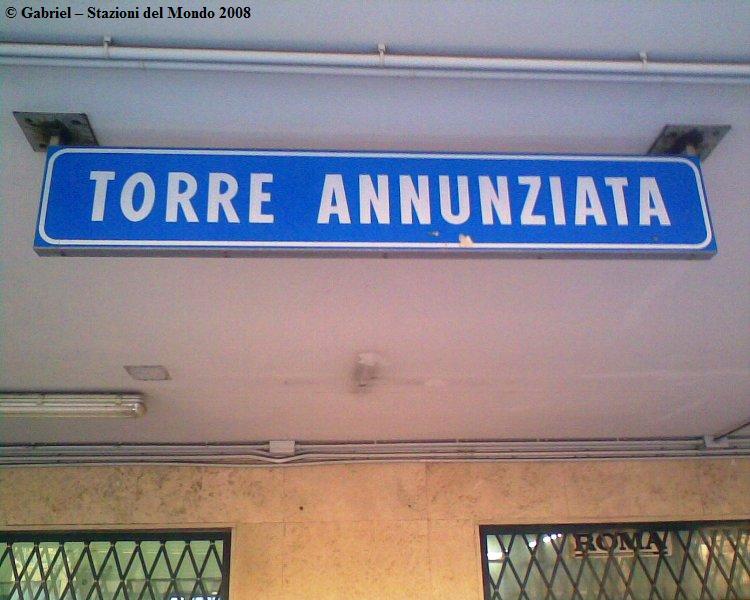 © Gabriel – Stazioni del Mondo 2008
TORRE ANNUNZIATA
ROMA